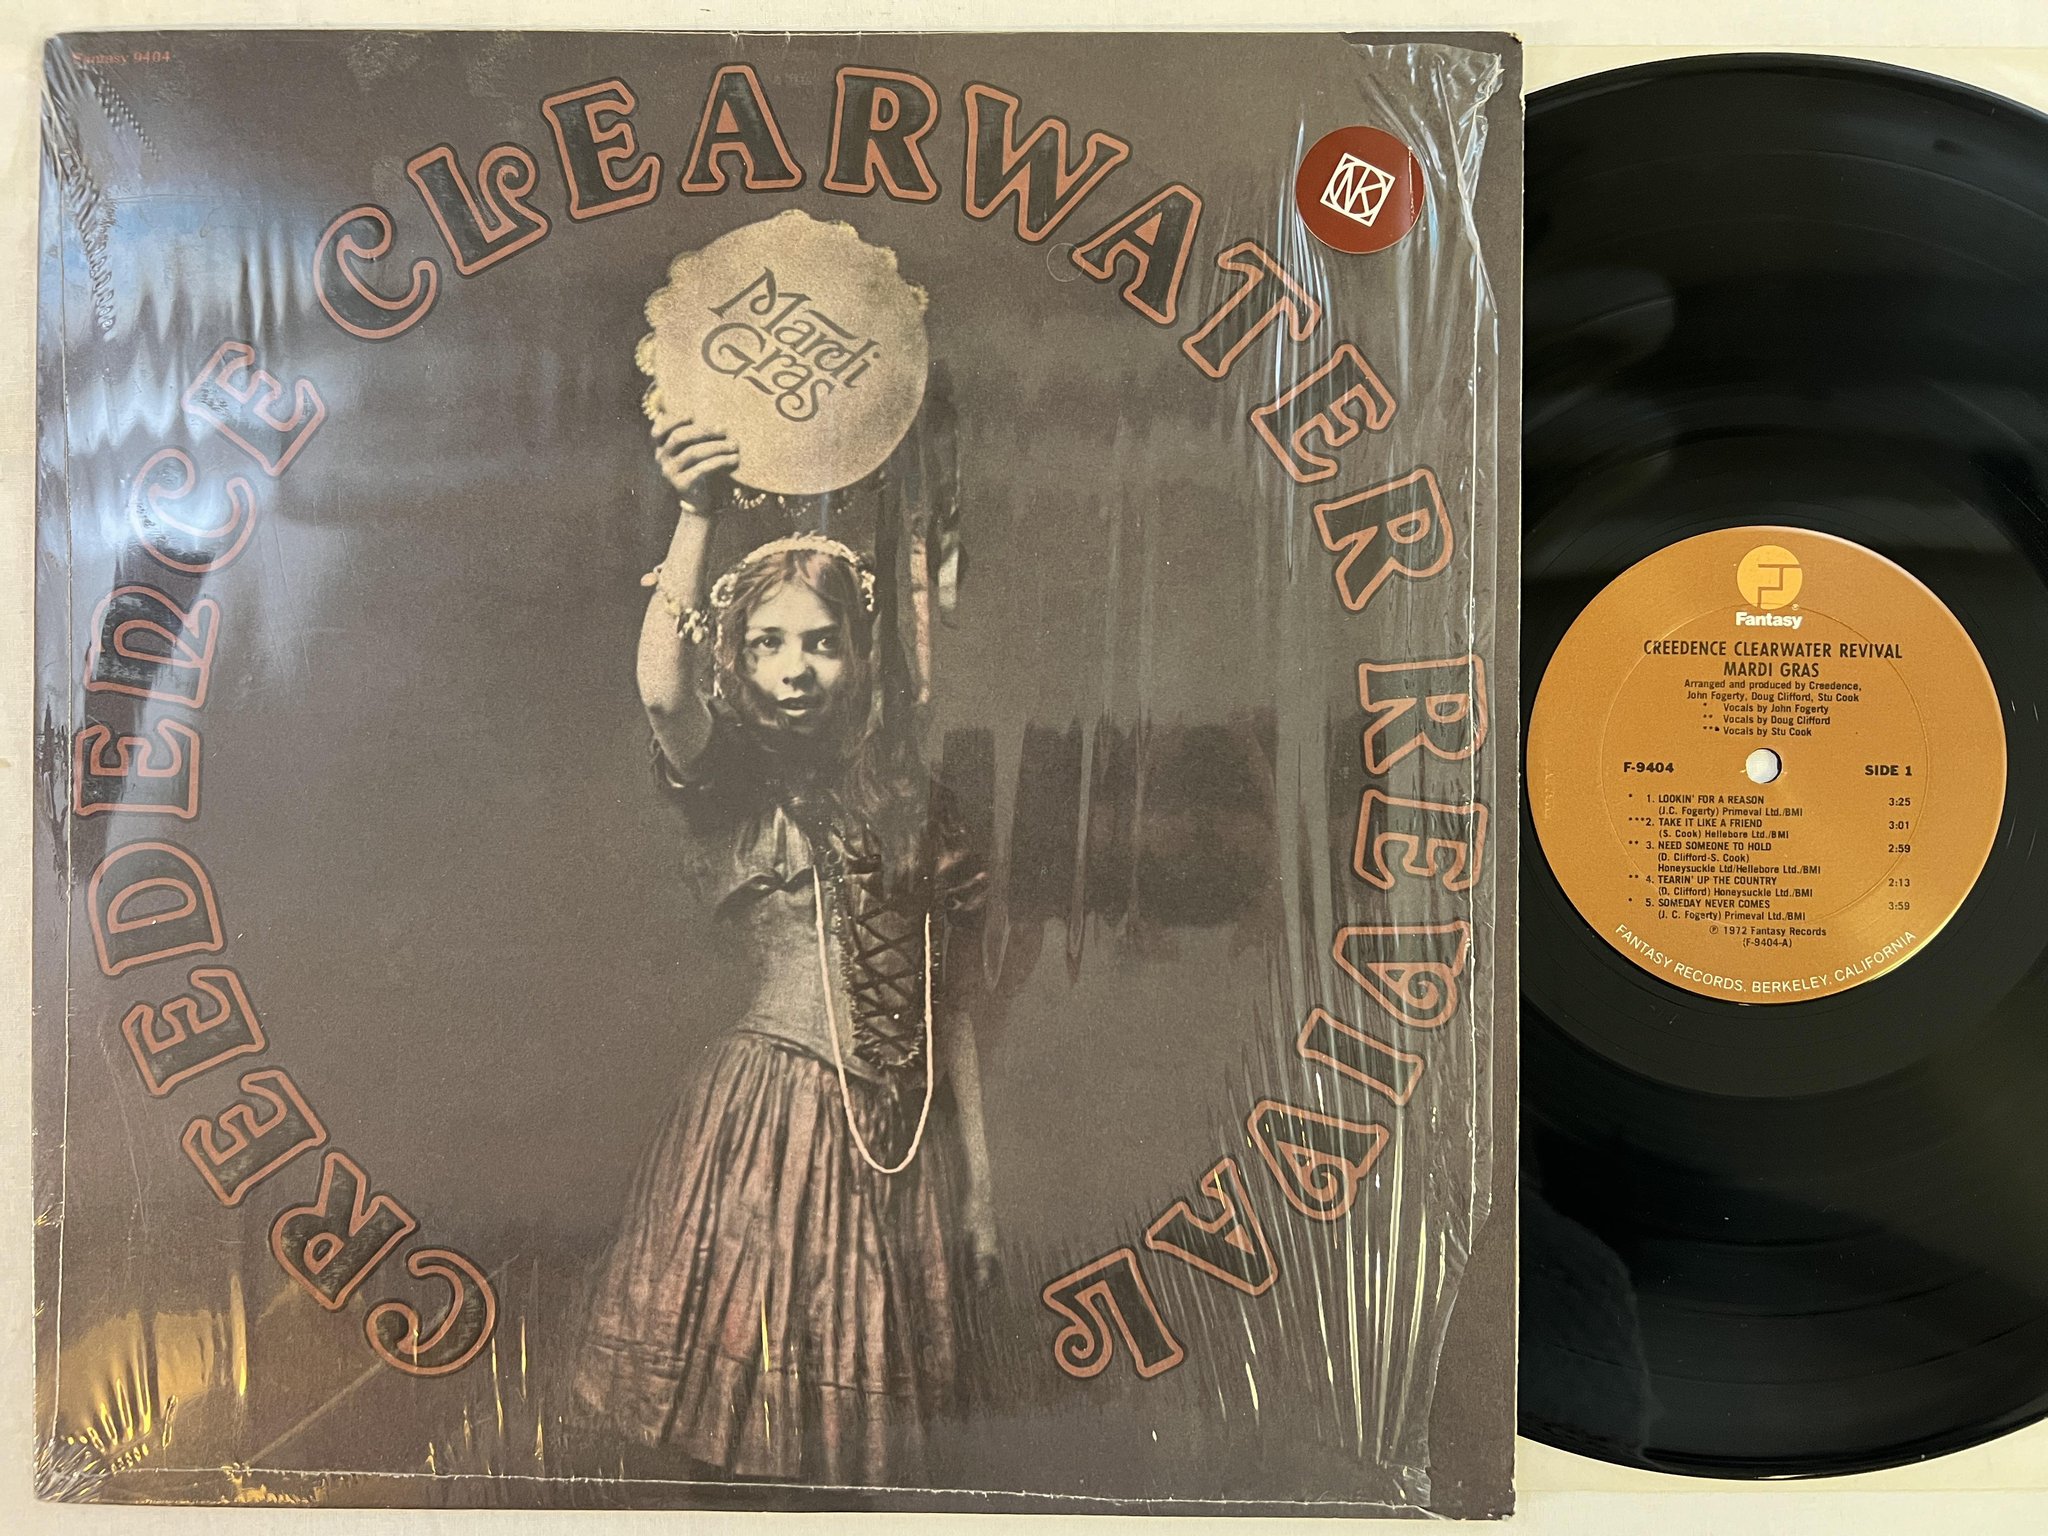 Fantasy 9404
CREEDENCE CLEARWATER REVIVAL
Mardi
Gras
NK
Fantasy
CREEDENCE CLEARWATER REVIVAL
MARDI GRAS
Arranged and produced by Creedence,
John Fogerty, Doug Clifford, Stu Cook
* Vocals by John Fogerty
** Vocals by Doug Clifford
*** Vocals by Stu Cook
F-9404 SIDE 1
* 1. LOOKIN' FOR A REASON 3:25
(J.C. Fogerty) Primeval Ltd./BMI
***2. TAKE IT LIKE A FRIEND 3:01
(S. Cook) Hellebore Ltd./BMI
** 3. NEED SOMEONE TO HOLD 2:59
(D. Clifford-S. Cook)
Honeysuckle Ltd/Hellebore Ltd./BMI
** 4. TEARIN' UP THE COUNTRY 2:13
(D. Clifford) Honeysuckle Ltd./BMI
* 5. SOMEDAY NEVER COMES 3:59
(J. C. Fogerty) Primeval Ltd./BMI
℗ 1972 Fantasy Records
(F-9404-A)
FANTASY RECORDS, BERKELEY, CALIFORNIA